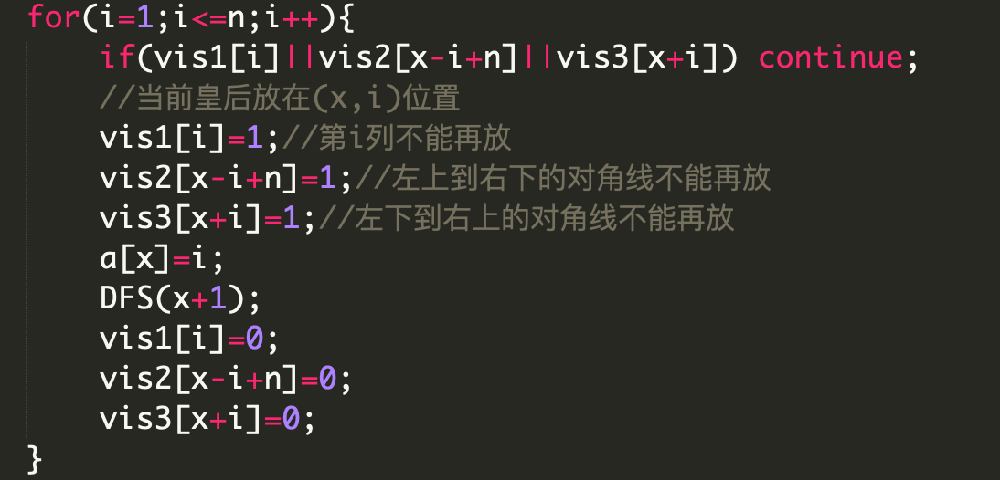 for(i=1;i<=n;i++){
if(vis1[i]||vis2[x-i+n]||vis3[x+i]) continue;
//当前皇后放在(x,i)位置
vis1[i]=1;//第i列不能再放
vis2[x-i+n]=1;//左上到右下的对角线不能再放
vis3[x+i]=1;//左下到右上的对角线不能再放
a[x]=i;
DFS(x+1);
vis1[i]=0;
vis2[x-i+n]=0;
vis3[x+i]=0;
}